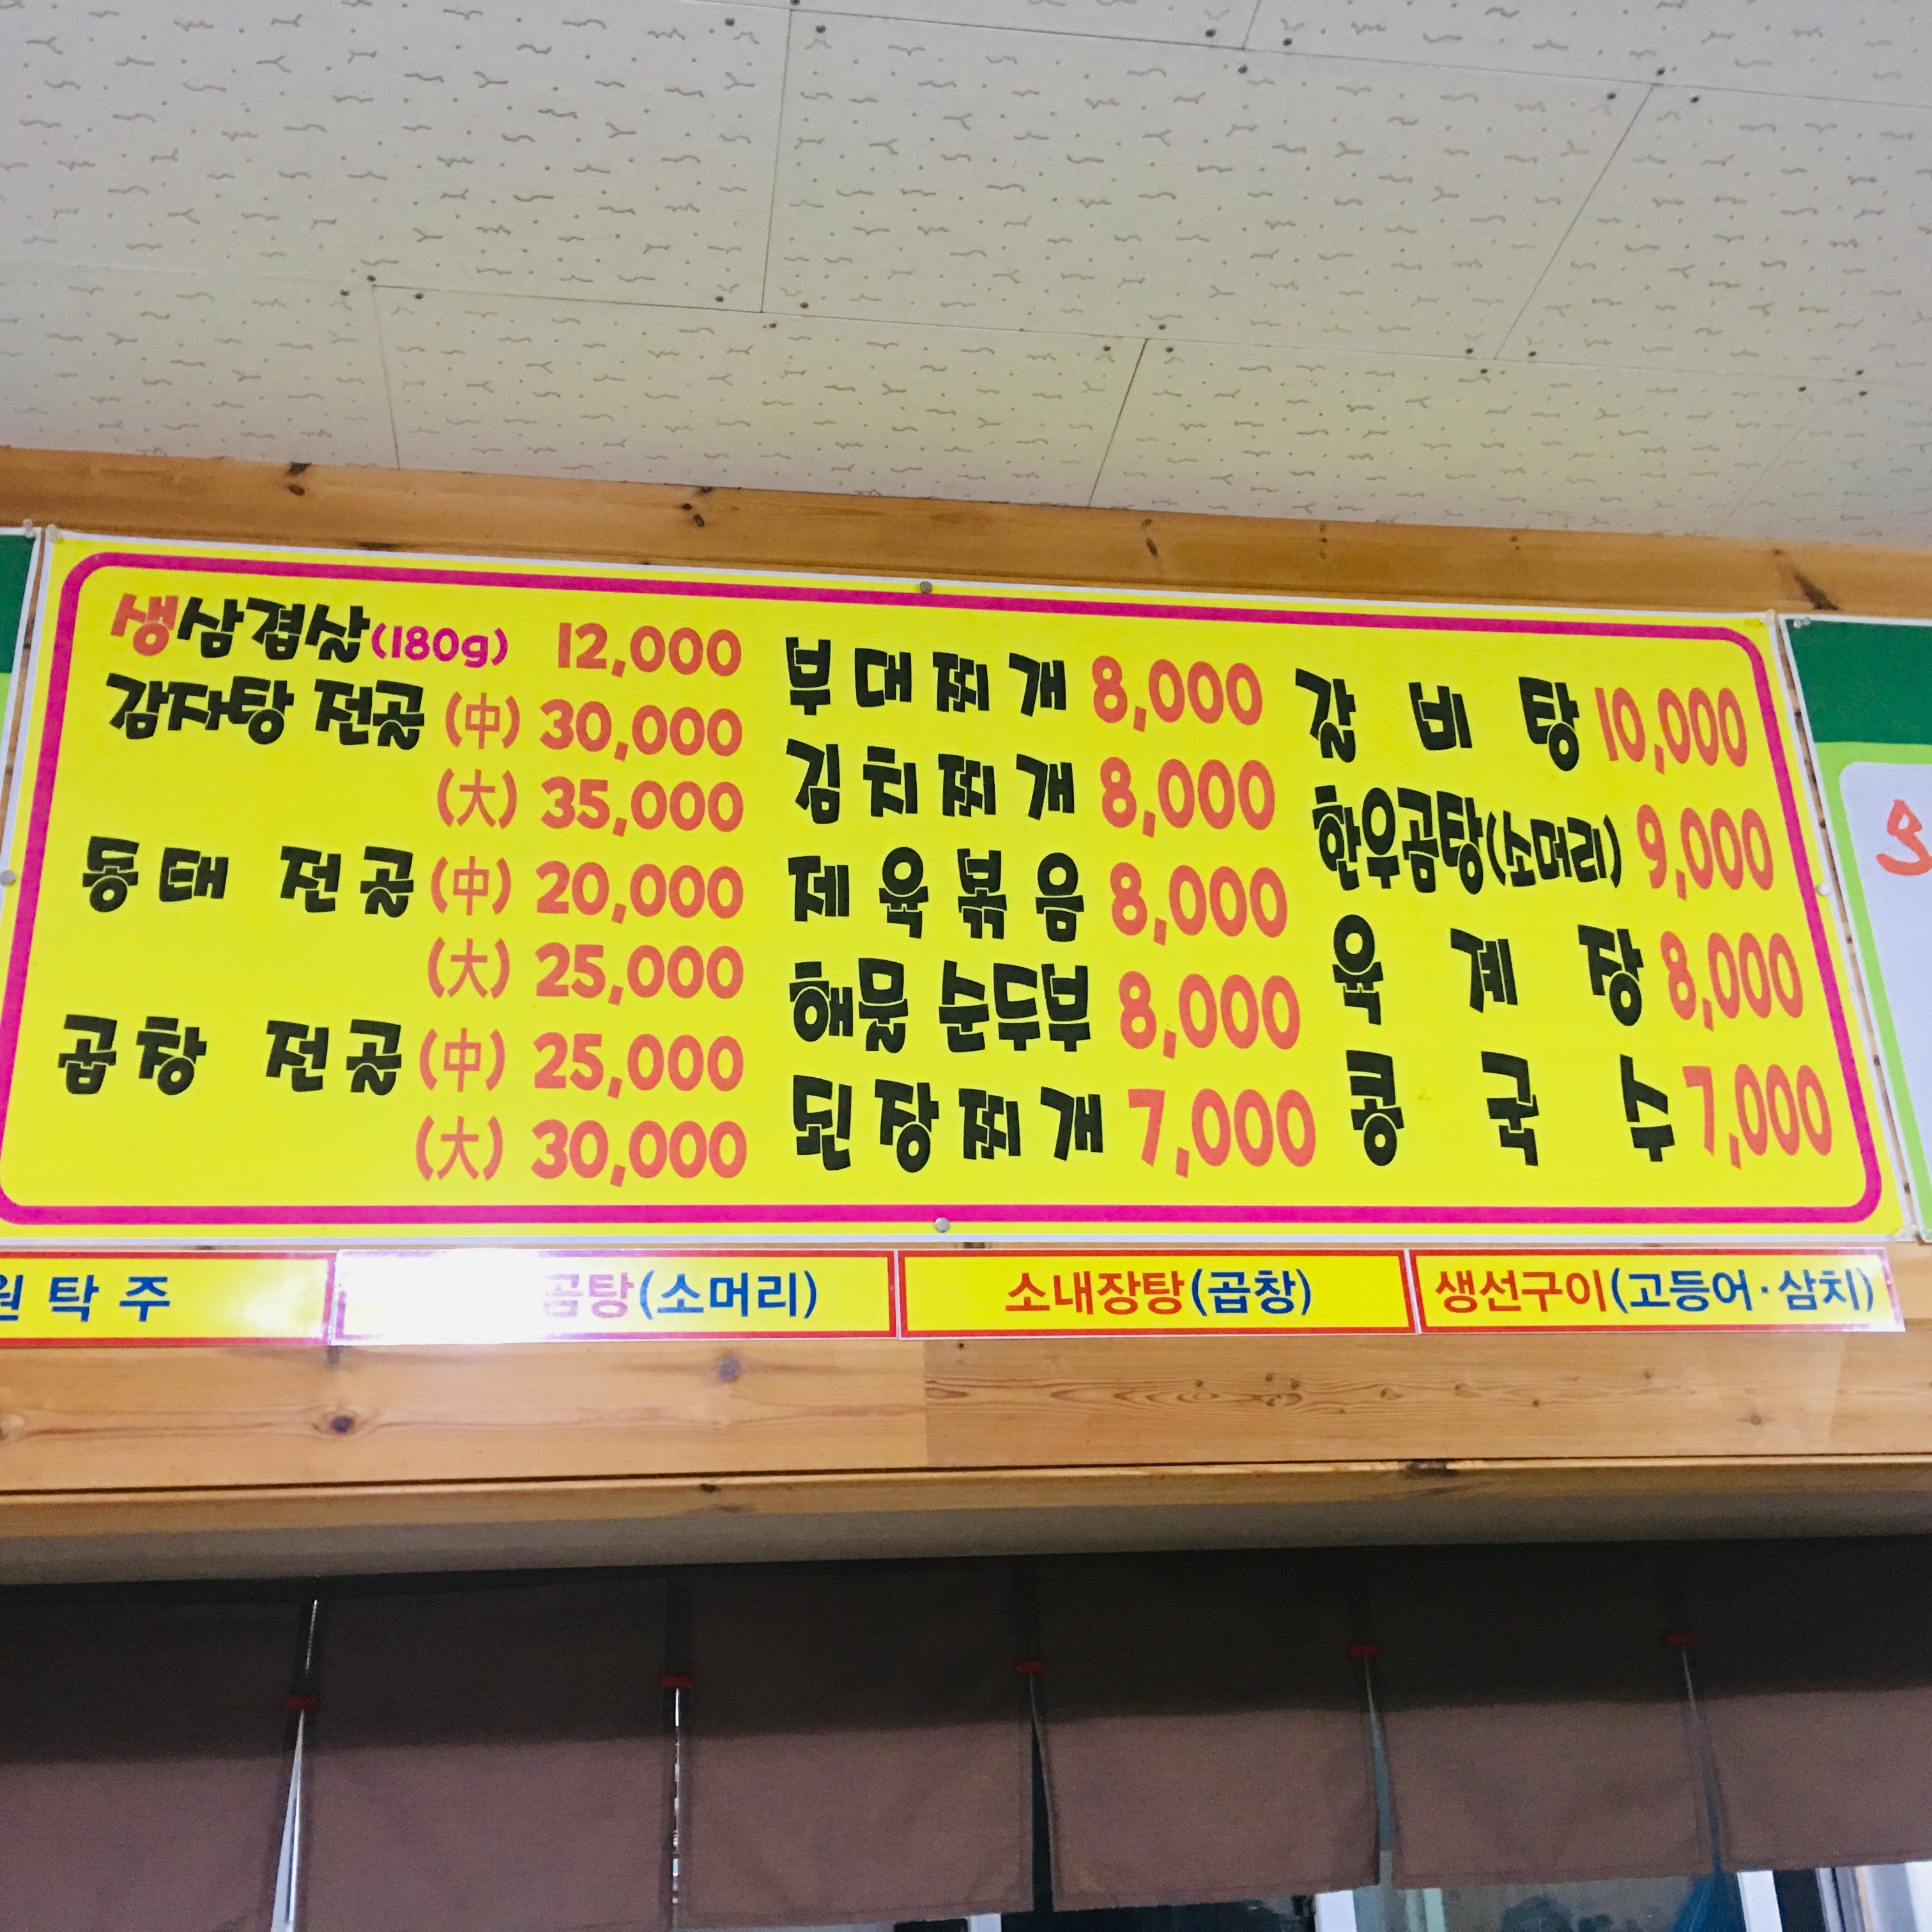 생삼겹살(180g) 12,000
감자탕 전골 (中) 30,000
(大) 35,000
동태 전골 (中) 20,000
(大) 25,000
곱창 전골 (中) 25,000
(大) 30,000
부대찌개 8,000
김치찌개 8,000
제육볶음 8,000
해물 순두부 8,000
된장찌개 7,000
갈비탕 10,000
한우곰탕(소머리) 9,000
육계장 8,000
콩국수 7,000
원탁주
곰탕(소머리)
소내장탕(곱창)
생선구이(고등어·삼치)